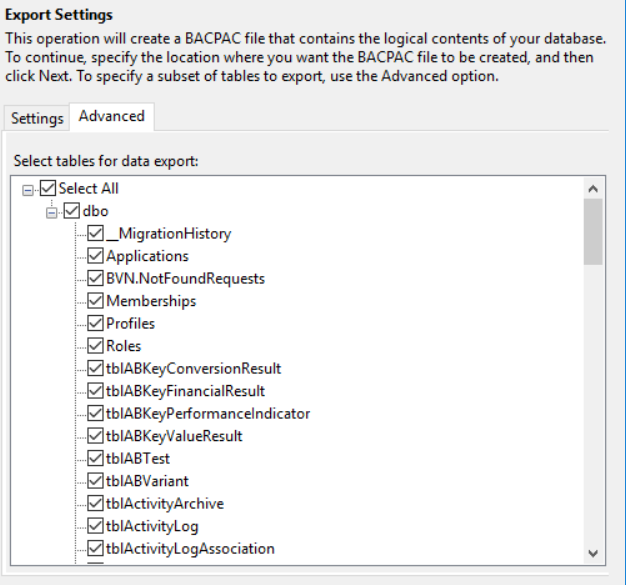 Export Settings
This operation will create a BACPAC file that contains the logical contents of your database.
To continue, specify the location where you want the BACPAC file to be created, and then
click Next. To specify a subset of tables to export, use the Advanced option.
Settings Advanced
Select tables for data export:
Select All
dbo
__MigrationHistory
Applications
BVN.NotFoundRequests
Memberships
Profiles
Roles
tblABKeyConversionResult
tblABKeyFinancialResult
tblABKeyPerformanceIndicator
tblABKeyValueResult
tblABTest
tblABVariant
tblActivityArchive
tblActivityLog
tblActivityLogAssociation